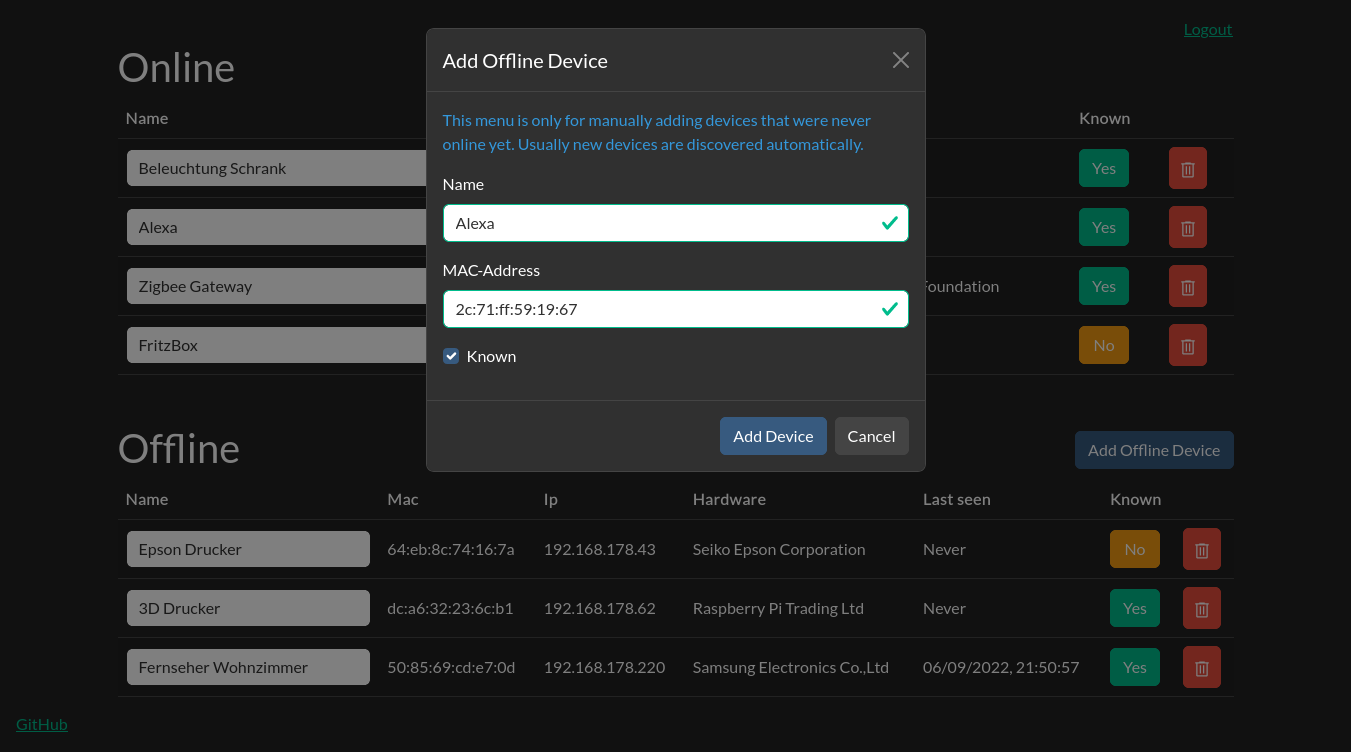 Logout
Online
Name Known
Beleuchtung Schrank Yes
Alexa Yes
Zigbee Gateway Foundation Yes
FritzBox No
Add Offline Device
This menu is only for manually adding devices that were never
online yet. Usually new devices are discovered automatically.
Name
Alexa
MAC-Address
2c:71:ff:59:19:67
Known
Add Device Cancel
Offline Add Offline Device
Name Mac Ip Hardware Last seen Known
Epson Drucker 64:eb:8c:74:16:7a 192.168.178.43 Seiko Epson Corporation Never No
3D Drucker dc:a6:32:23:6c:b1 192.168.178.62 Raspberry Pi Trading Ltd Never Yes
Fernseher Wohnzimmer 50:85:69:cd:e7:0d 192.168.178.220 Samsung Electronics Co.,Ltd 06/09/2022, 21:50:57 Yes
GitHub